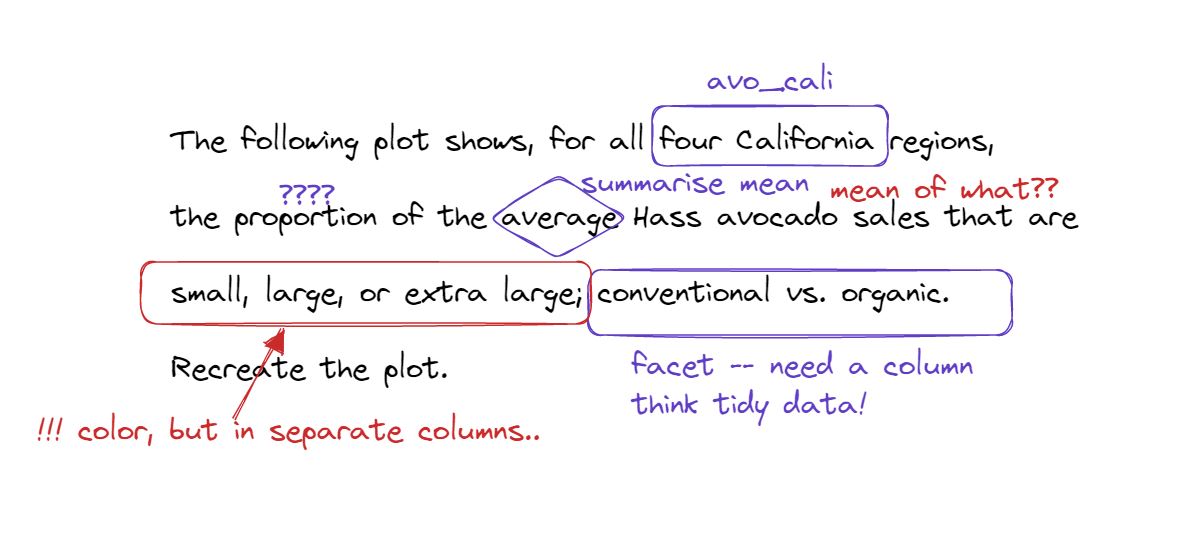 avo_cali
The following plot shows, for all four California regions,
???? summarise mean mean of what??
the proportion of the average Hass avocado sales that are
small, large, or extra large; conventional vs. organic.
Recreate the plot. facet -- need a column
think tidy data!
!!! color, but in separate columns..